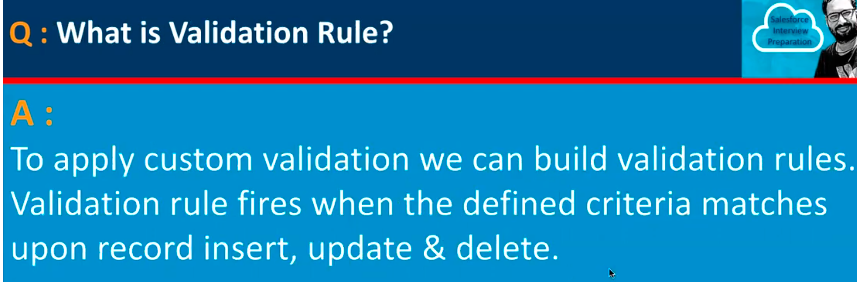 Q : What is Validation Rule?
Salesforce
Interview
Preparation
A :
To apply custom validation we can build validation rules.
Validation rule fires when the defined criteria matches
upon record insert, update & delete.